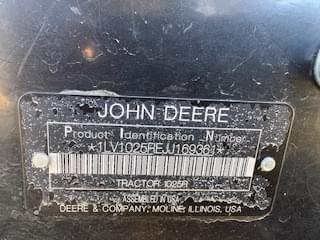 JOHN DEERE
Product Identification Number
*1LV1025REJJ169361*
TRACTOR 1025R
ASSEMBLED IN USA
DEERE & COMPANY, MOLINE, ILLINOIS, USA